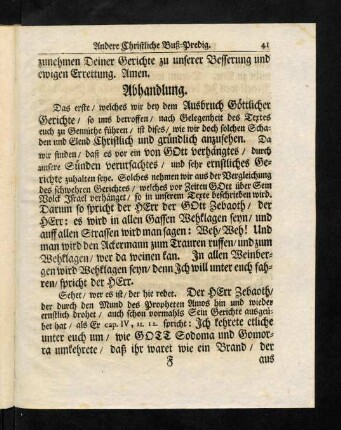 Andere Christliche Buß-Predig. 41
zunehmen Deiner Gerichte zu unserer Besserung und
ewigen Errettung. Amen.
Abhandlung.
Das erste/ welches wir bey dem Ausbruch Göttlicher
Gerichte/ so uns betroffen/ nach Gelegenheit des Textes
euch zu Gemüthe führen/ ist dises/ wie wir doch solchen Scha-
den und Elend Christlich und gründlich anzusehen. Da
wir finden/ daß es vor ein von GOtt verhängtes/ durch
unsere Sünden verursachtes/ und sehr ernstliches Ge-
richte zuhalten seye. Solches nehmen wir aus der Vergleichung
des schwehren Gerichtes/ welches vor Zeiten GOtt über Sein
Volck Israel verhänget/ so in unserem Texte beschrieben wird.
Darum so spricht der HErr der GOtt Zebaoth/ der
HErr: es wird in allen Gassen Wehklagen seyn/ und
auff allen Strassen wird man sagen: Weh/ Weh! Und
man wird den Ackermann zum Trauren ruffen/ und zum
Wehklagen/ wer da weinen kan. In allen Weinber-
gen wird Wehklagen seyn/ denn Ich will unter euch fah-
ren/ spricht der HErr.
Sehet/ wer es ist/ der hie redet. Der HErr Zebaoth/
der durch den Mund des Propheten Amos hin und wieder
ernstlich drohet/ auch schon vormahls Sein Gerichte ausgeü-
bet hat/ als Er cap. IV, 11. 12. spricht: Ich kehrete etliche
unter euch um/ wie GOTT Sodoma und Gomor-
ra umkehrete/ daß ihr waret wie ein Brand/ der
F aus